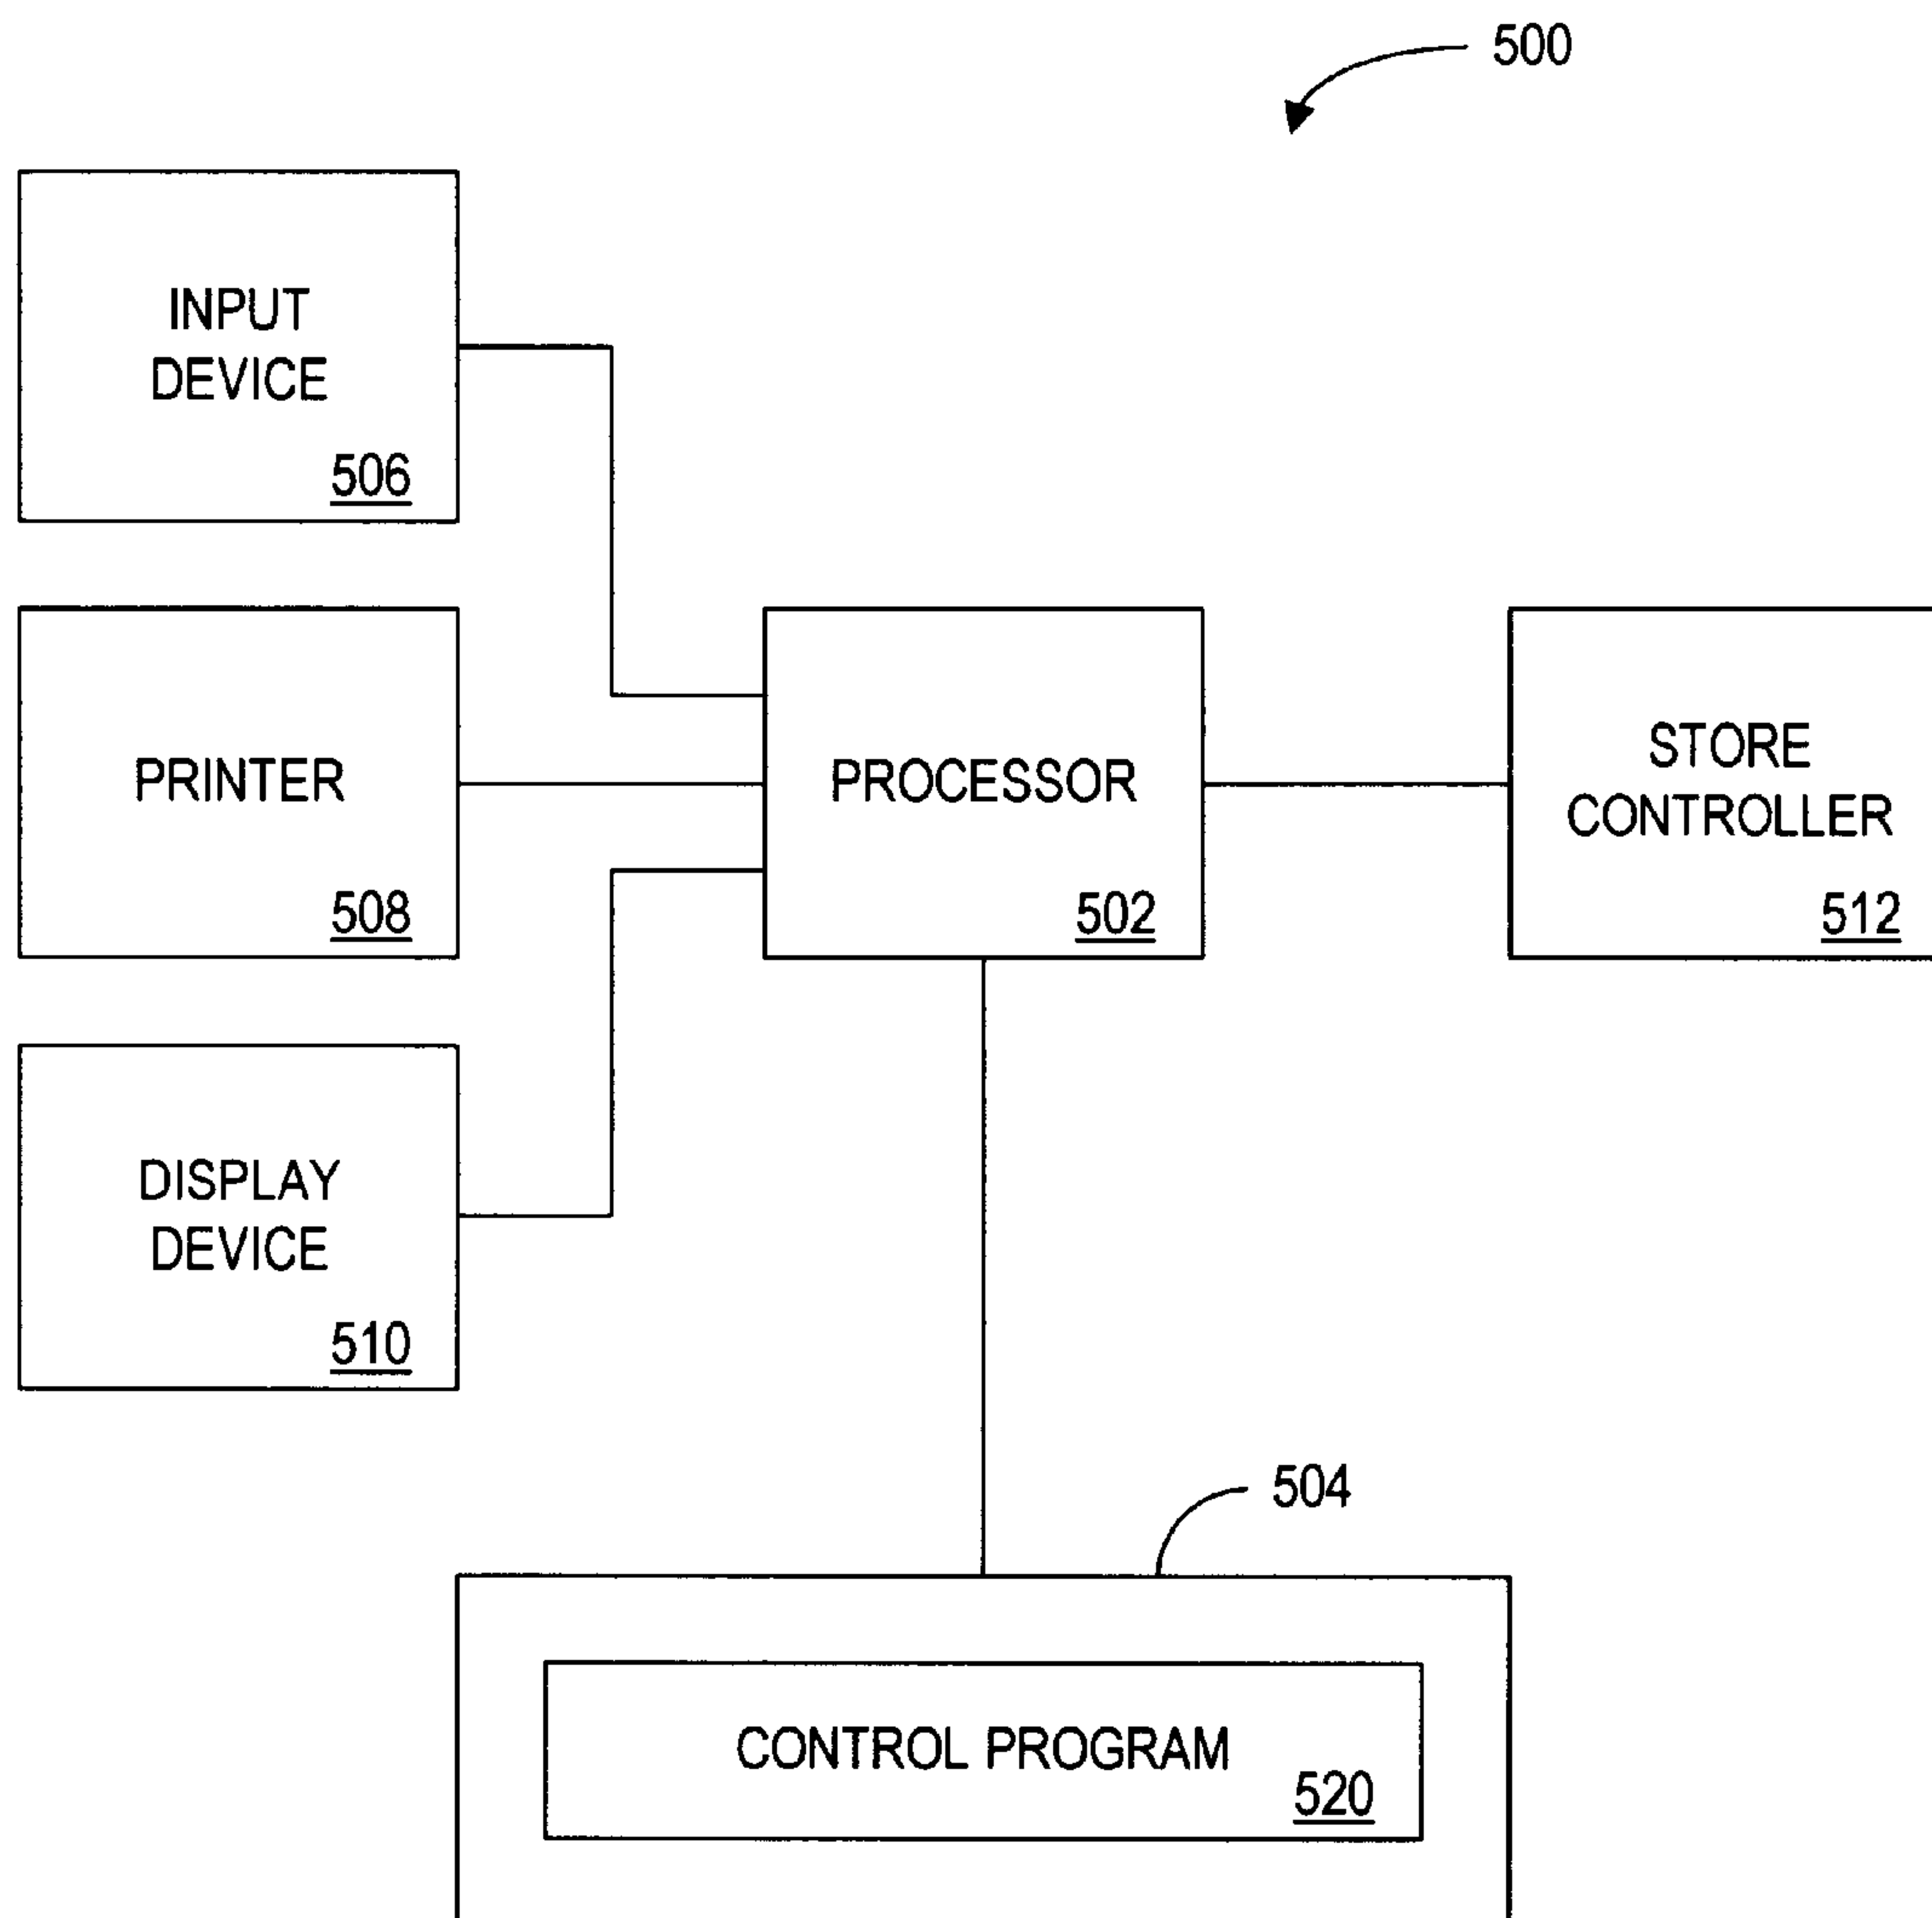 500
INPUT
DEVICE
506
PRINTER
508
PROCESSOR
502
STORE
CONTROLLER
512
DISPLAY
DEVICE
510
504
CONTROL PROGRAM
520